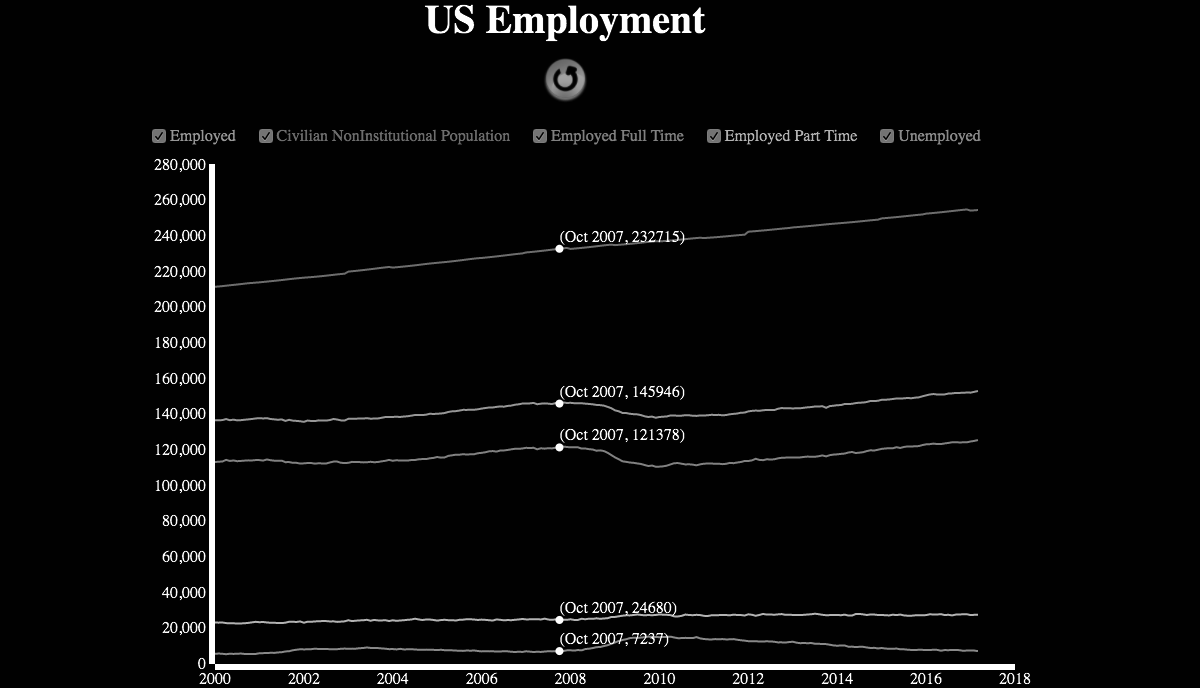 US Employment
Employed Civilian NonInstitutional Population Employed Full Time Employed Part Time Unemployed
280,000
260,000
240,000
(Oct 2007, 232715)
220,000
200,000
180,000
160,000
(Oct 2007, 145946)
140,000
(Oct 2007, 121378)
120,000
100,000
80,000
60,000
40,000
(Oct 2007, 24680)
20,000
(Oct 2007, 7237)
0
2000 2002 2004 2006 2008 2010 2012 2014 2016 2018